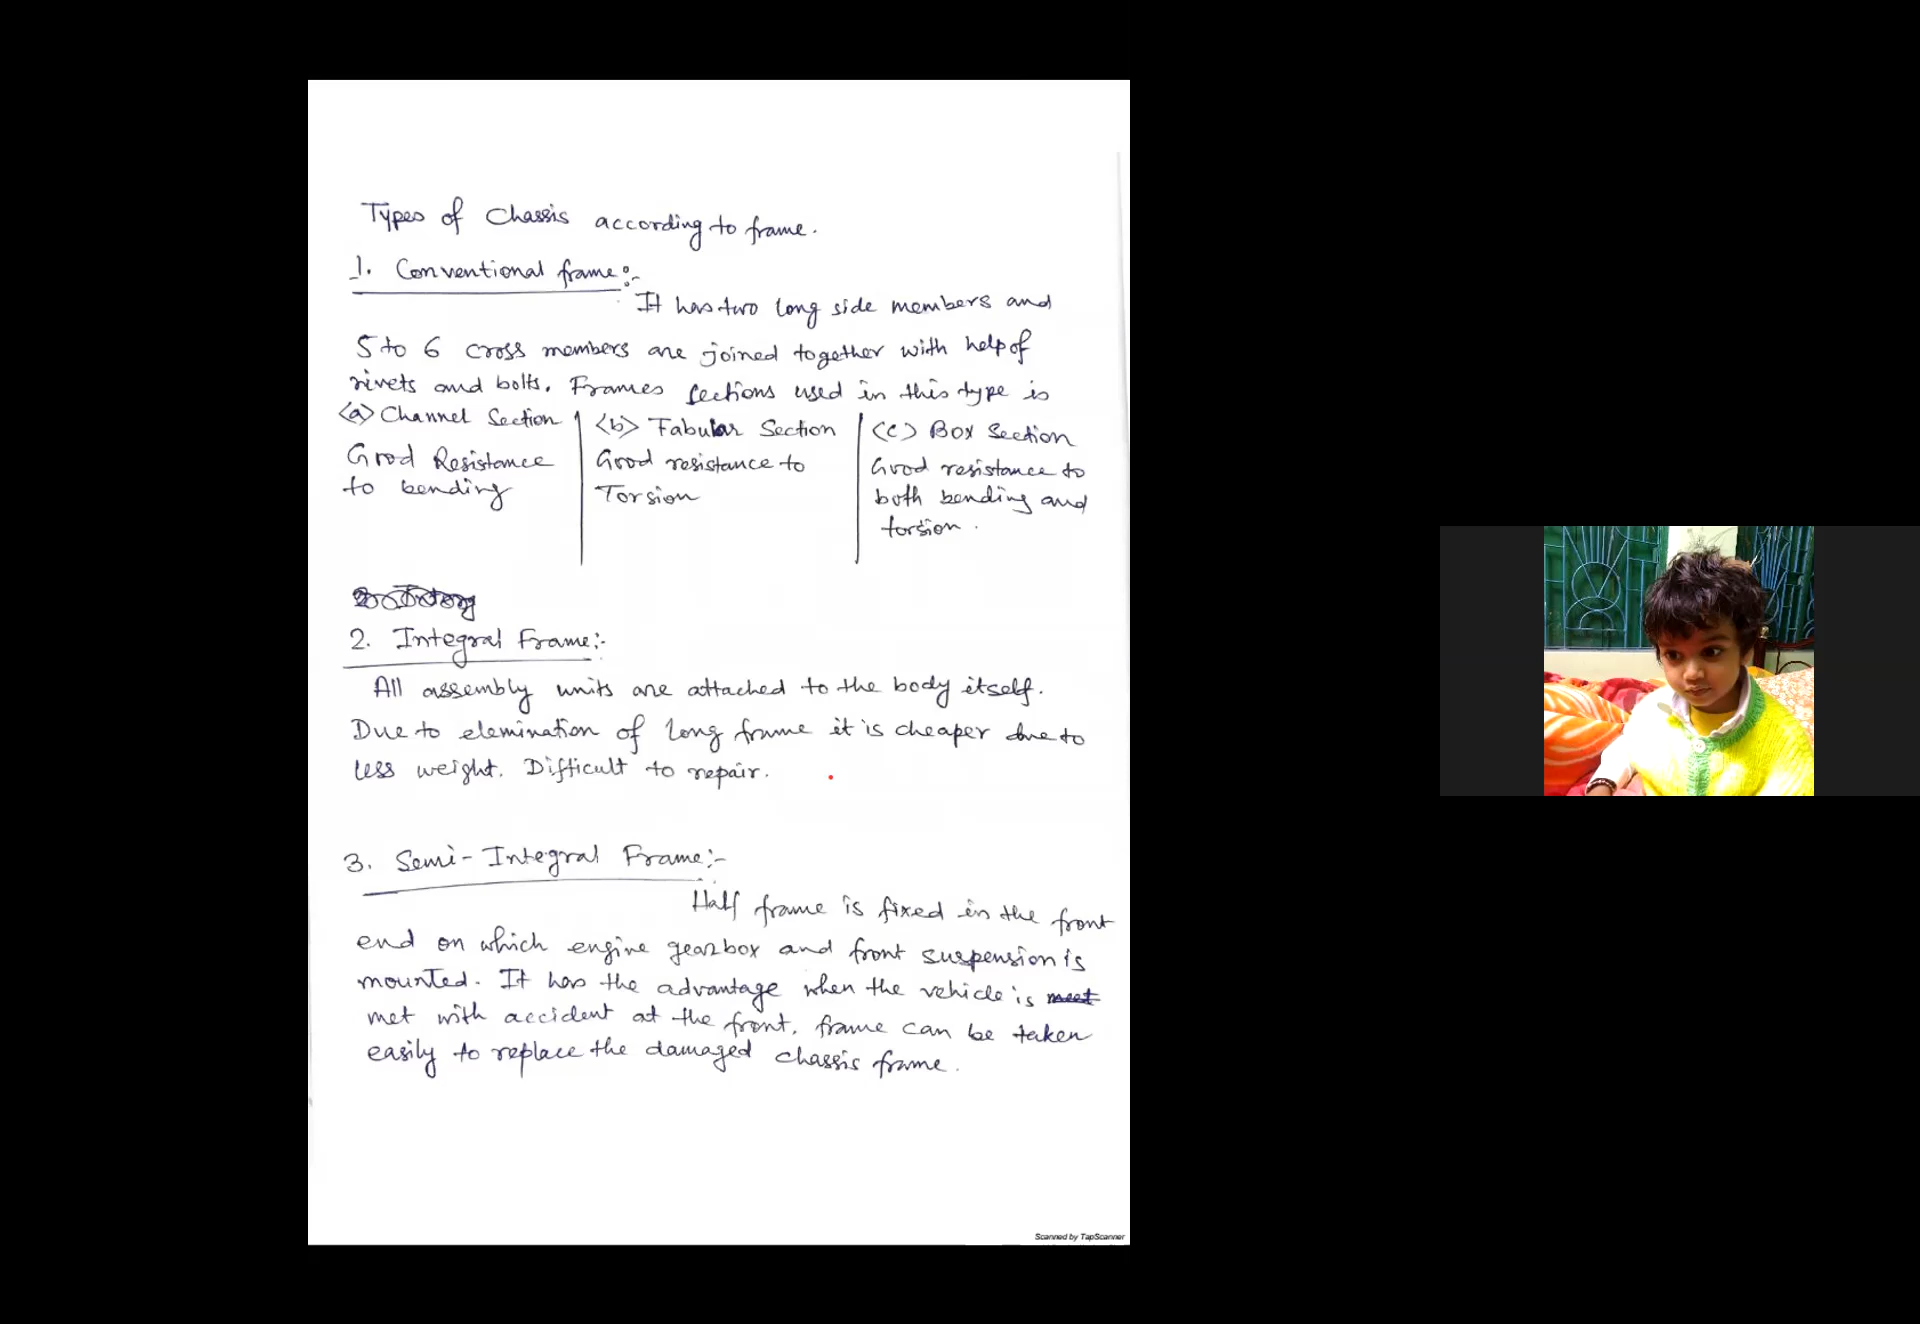 Types of Chassis according to frame.
1. Conventional frame :-
It has two long side members and
5 to 6 cross members are joined together with help of
rivets and bolts. Frames sections used in this type is
<a> Channel Section
Good Resistance
to bending
<b> Tabular Section
Good resistance to
Torsion
<c> Box Section
Good resistance to
both bending and
torsion.
2. Integral Frame:-
All assembly units are attached to the body itself.
Due to elemination of long frame it is cheaper due to
less weight. Difficult to repair.
3. Semi-Integral Frame:-
Half frame is fixed in the front
end on which engine gearbox and front suspension is
mounted. It has the advantage when the vehicle is meet
met with accident at the front, frame can be taken
easily to replace the damaged chassis frame.
Scanned by TapScanner